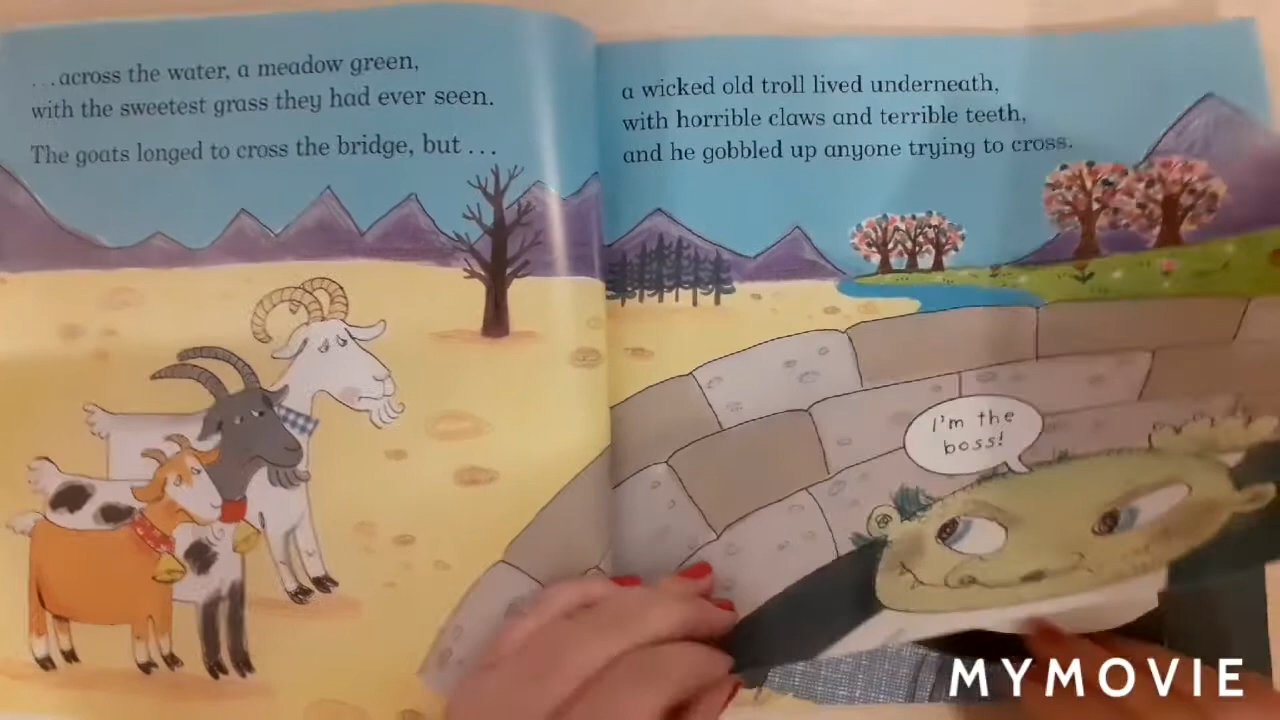 ...across the water, a meadow green,
with the sweetest grass they had ever seen.
The goats longed to cross the bridge, but ...
a wicked old troll lived underneath,
with horrible claws and terrible teeth,
and he gobbled up anyone trying to cross.
I'm the
boss!
MYMOVIE